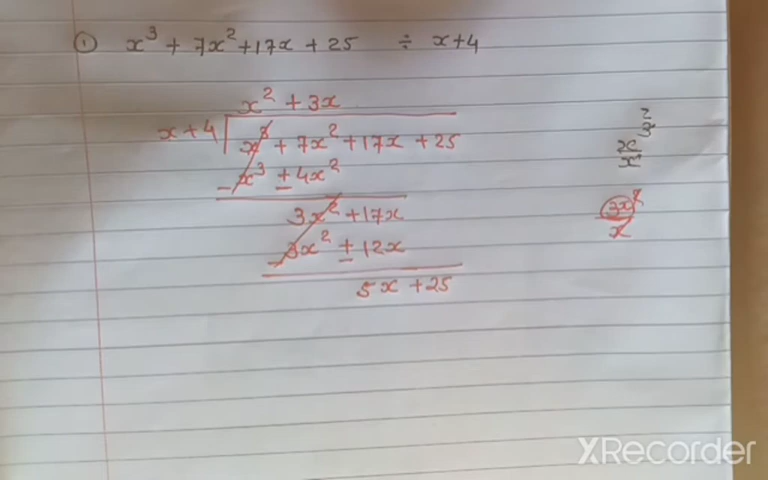 ① x³ + 7x² + 17x + 25 ÷ x+4
x² + 3x
x + 4 x³ + 7x² + 17x + 25
- x³ ± 4x²
3x² + 17x
- 3x² ± 12x
5x + 25
x³ 2
x
3x²
x
XRecorder